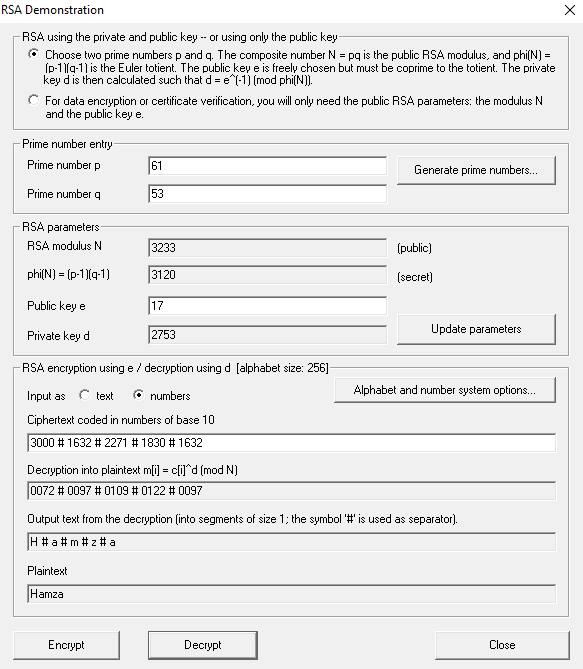 RSA Demonstration
RSA using the private and public key -- or using only the public key
Choose two prime numbers p and q. The composite number N = pq is the public RSA modulus, and phi(N) =
(p-1)(q-1) is the Euler totient. The public key e is freely chosen but must be coprime to the totient. The private
key d is then calculated such that d = e^(-1) (mod phi(N)).
For data encryption or certificate verification, you will only need the public RSA parameters: the modulus N
and the public key e.
Prime number entry
Prime number p 61 Generate prime numbers...
Prime number q 53
RSA parameters
RSA modulus N 3233 (public)
phi(N) = (p-1)(q-1) 3120 (secret)
Public key e 17
Private key d 2753 Update parameters
RSA encryption using e / decryption using d [alphabet size: 256]
Input as text numbers Alphabet and number system options...
Ciphertext coded in numbers of base 10
3000 # 1632 # 2271 # 1830 # 1632
Decryption into plaintext m[i] = c[i]^d (mod N)
0072 # 0097 # 0109 # 0122 # 0097
Output text from the decryption (into segments of size 1; the symbol '#' is used as separator).
H # a # m # z # a
Plaintext
Hamza
Encrypt Decrypt Close